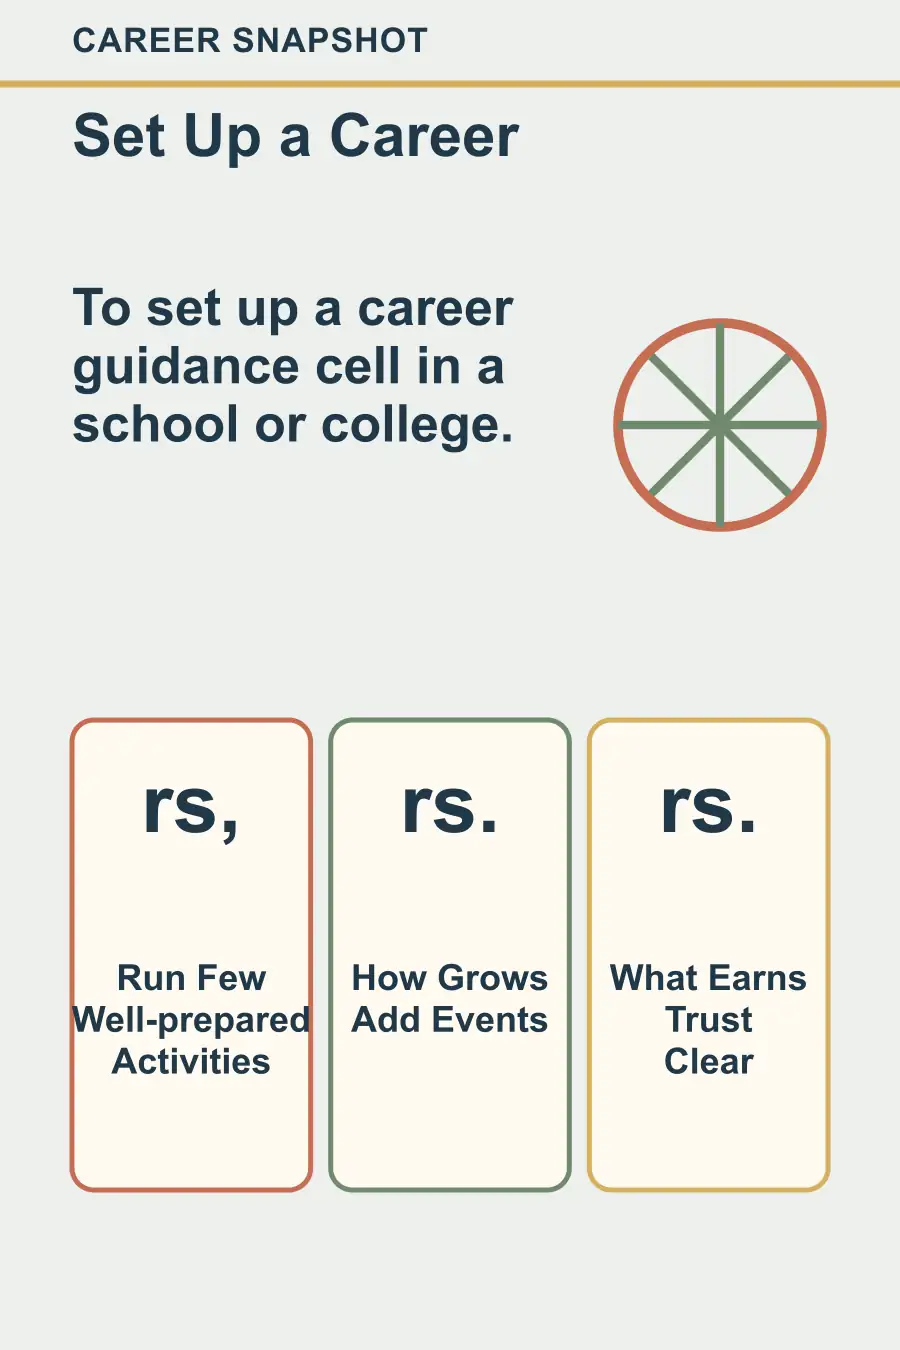 CAREER SNAPSHOT
Set Up a Career
To set up a career
guidance cell in a
school or college.
rs,
Run Few
Well-prepared
Activities
rs.
How Grows
Add Events
rs.
What Earns
Trust
Clear